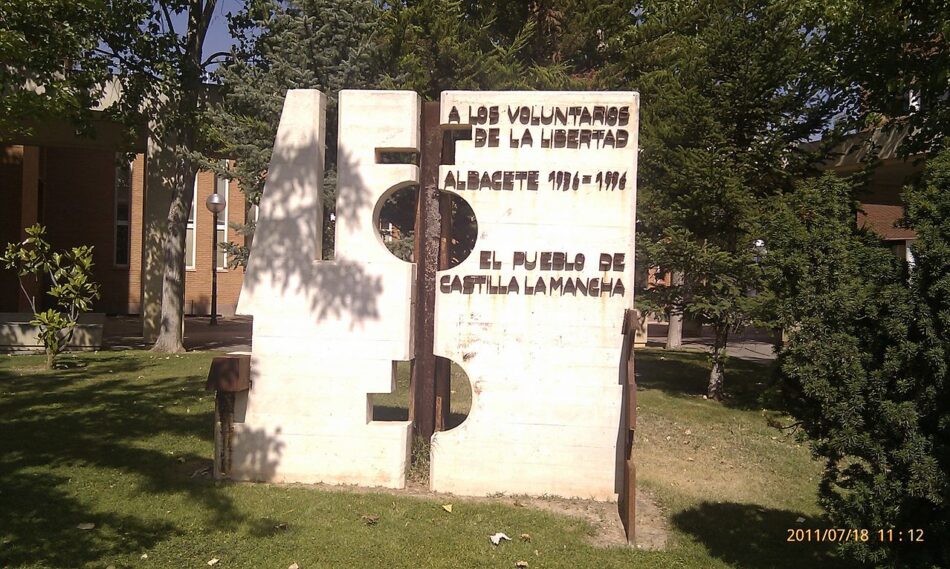 A LOS VOLUNTARIOS
DE LA LIBERTAD
ALBACETE 1936=1996
EL PUEBLO DE
CASTILLA LA MANCHA
2011/07/18 11:12